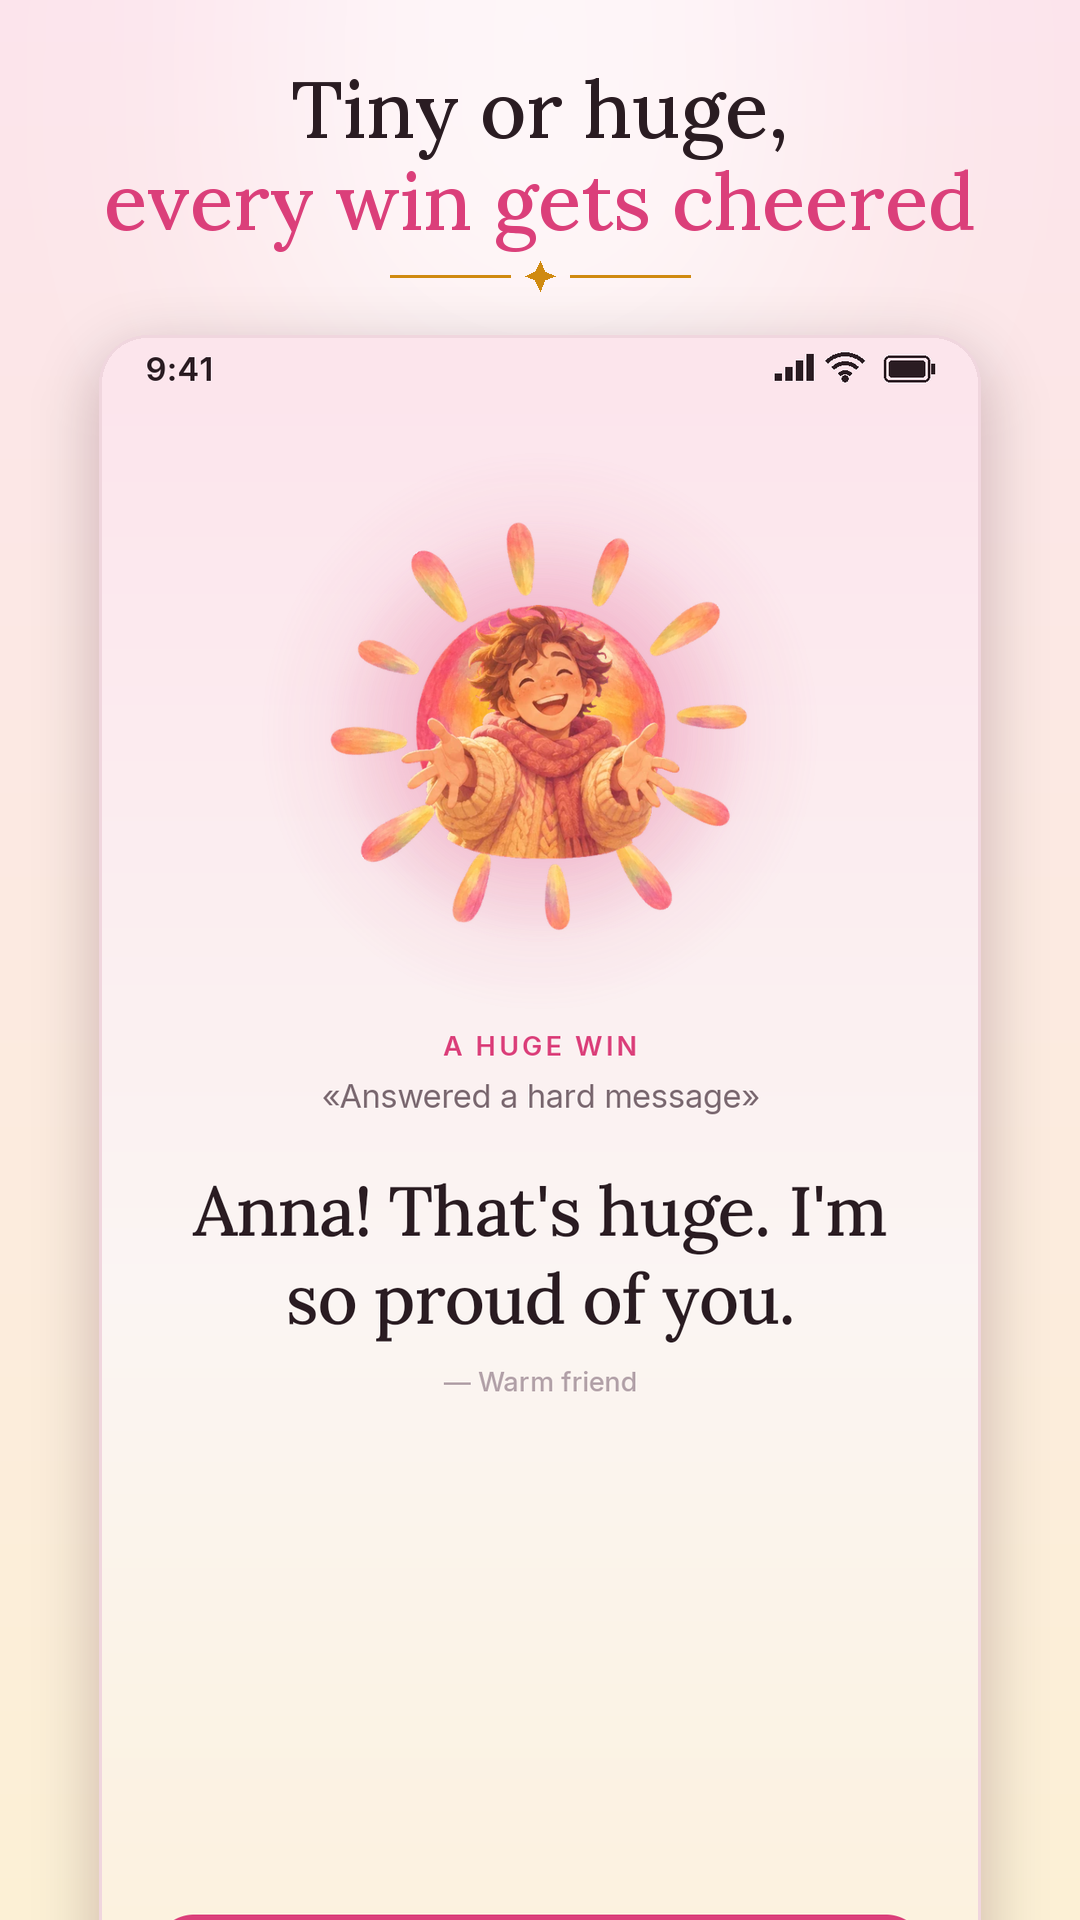 Tiny or huge,
every win gets cheered
9:41
A HUGE WIN
«Answered a hard message»
Anna! That's huge. I'm
so proud of you.
— Warm friend